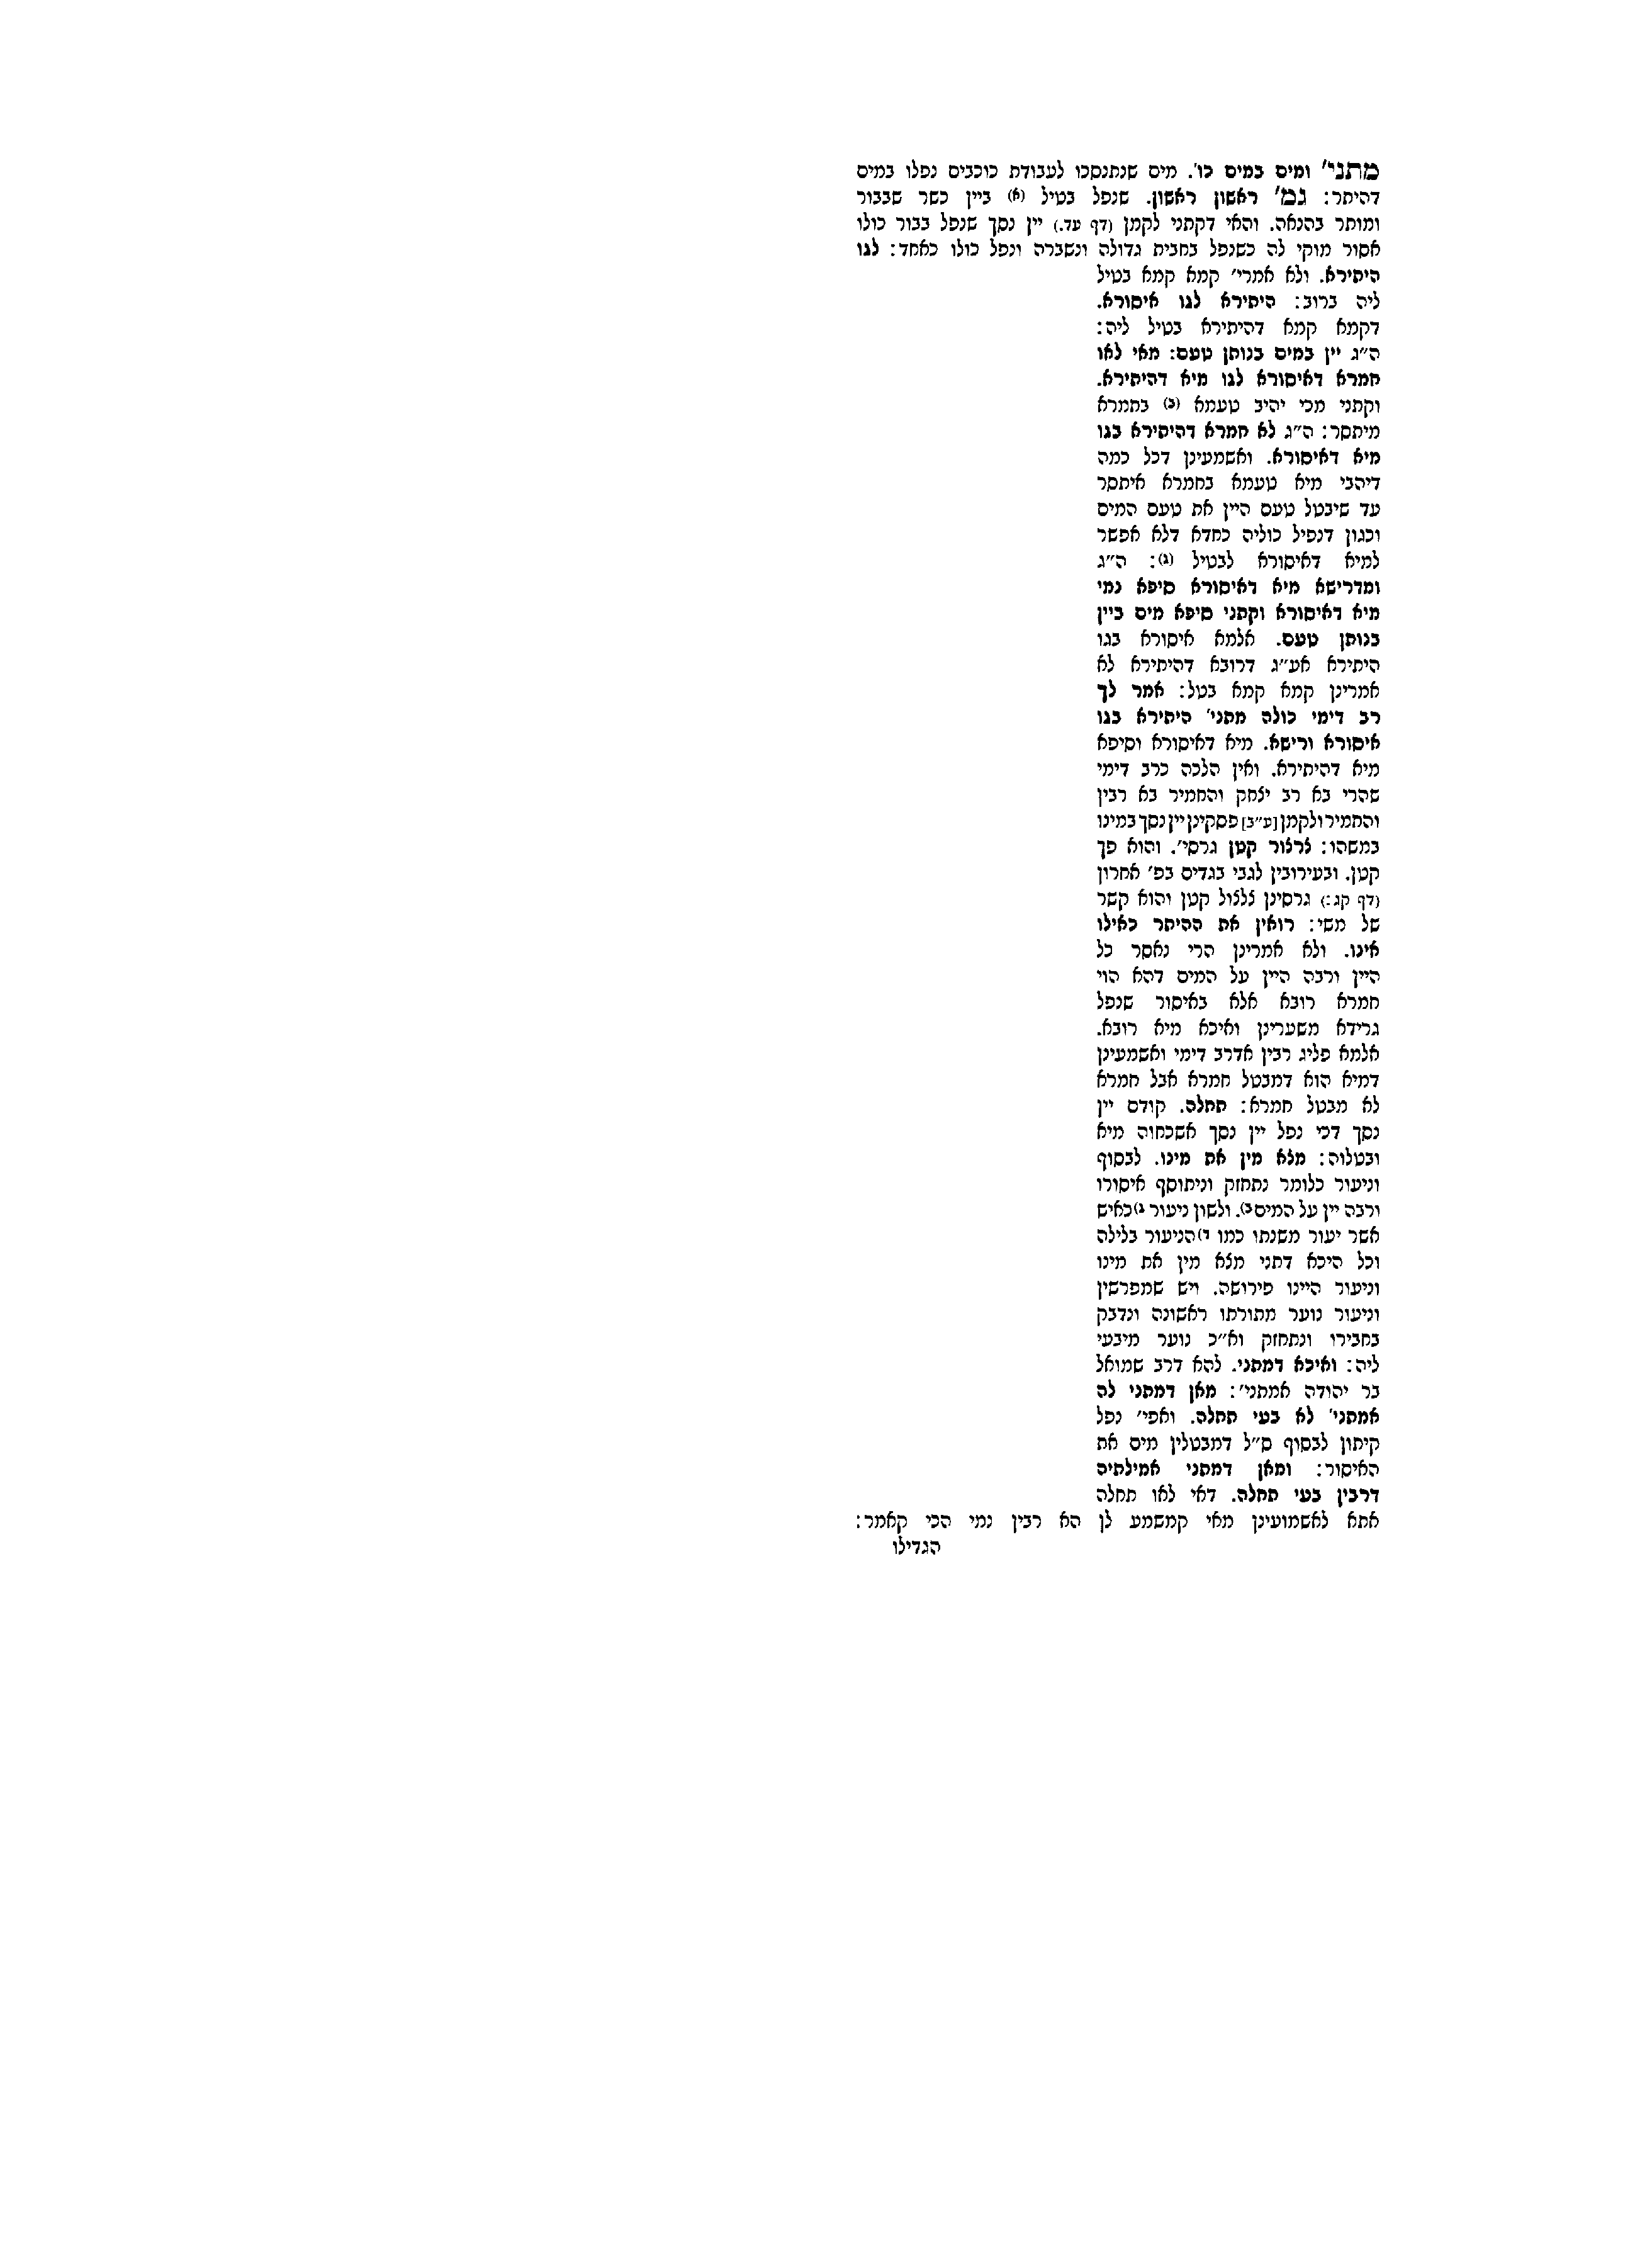 מתני׳ ומים במים כו'. מים שנתנסכו לעבודת כוכבים נפלו במים
דהיתר: גמ׳ ראשון ראשון. שנפל בטיל (א) ביין כשר שבבור
ומותר בהנאה. והאי דקתני לקמן (דף עד.) יין נסך שנפל בבור כולו
אסור מוקי לה כשנפל בחבית גדולה ונשברה ונפל כולו כאחד: לגו
היתירא. ולא אמרי׳ קמא קמא בטיל
ליה ברוב: היתירא לגו איסורא.
דקמא קמא דהיתירא בטיל ליה:
ה״ג יין במים בנותן טעם: מאי לאו
חמרא דאיסורא לגו מיא דהיתירא.
וקתני מכי יהיב טעמא (ב) בחמרא
מיתסר: ה״ג לא חמרא דהיתירא בגו
מיא דאיסורא. ואשמעינן דכל כמה
דיהבי מיא טעמא בחמרא איתסר
עד שיבטל טעם היין את טעם המים
וכגון דנפיל כוליה כחדא דלא אפשר
למיא דאיסורא לבטיל (ג): ה״ג
ומדרישא מיא דאיסורא סיפא נמי
מיא דאיסורא וקתני סיפא מים ביין
בנותן טעם. אלמא איסורא בגו
היתירא אע״ג דרובא דהיתירא לא
אמרינן קמא קמא בטל: אמר לך
רב דימי כולה מתני' היתירא בגו
איסורא ורישא. מיא דאיסורא וסיפא
מיא דהיתירא. ואין הלכה כרב דימי
שהרי בא רב יצחק והחמיר בא רבין
והחמיר ולקמן [ע״ב] פסקינן יין נסך במינו
במשהו: צרצור קטן גרסי׳. והוא פך
קטן. ובעירובין לגבי בגדים בפ׳ אחרון
(דף קג:) גרסינן צלצול קטן והוא קשר
של משי: רואין את ההיתר כאילו
אינו. ולא אמרינן הרי נאסר כל
היין ורבה היין על המים דהא הוי
חמרא רובא אלא באיסור שנפל
גרידא משערינן ואיכא מיא רובא.
אלמא פליג רבין אדרב דימי ואשמעינן
דמיא הוא דמבטל חמרא אבל חמרא
לא מבטל חמרא: תחלה. קודם יין
נסך דכי נפל יין נסך אשכחוה מיא
ובטלוה: מצא מין את מינו. לבסוף
וניעור כלומר נתחזק וניתוסף איסורו
ורבה יין על המים ב). ולשון ניעור ג) כאיש
אשר יעור משנתו כמו ד) הניעור בלילה
וכל היכא דתני מצא מין את מינו
וניעור היינו פירושה. ויש שמפרשין
וניעור נוער מתורתו ראשונה ונדבק
בחבירו ונתחזק וא״כ נוער מיבעי
ליה: ואיכא דמתני. להא דרב שמואל
בר יהודה אמתני׳: מאן דמתני לה
אמתני' לא בעי תחלה. ואפי׳ נפל
קיתון לבסוף ס״ל דמבטלין מים את
האיסור: ומאן דמתני אמילתיה
דרבין בעי תחלה. דאי לאו תחלה
אתא לאשמועינן מאי קמשמע לן הא רבין נמי הכי קאמר:
הגדילו